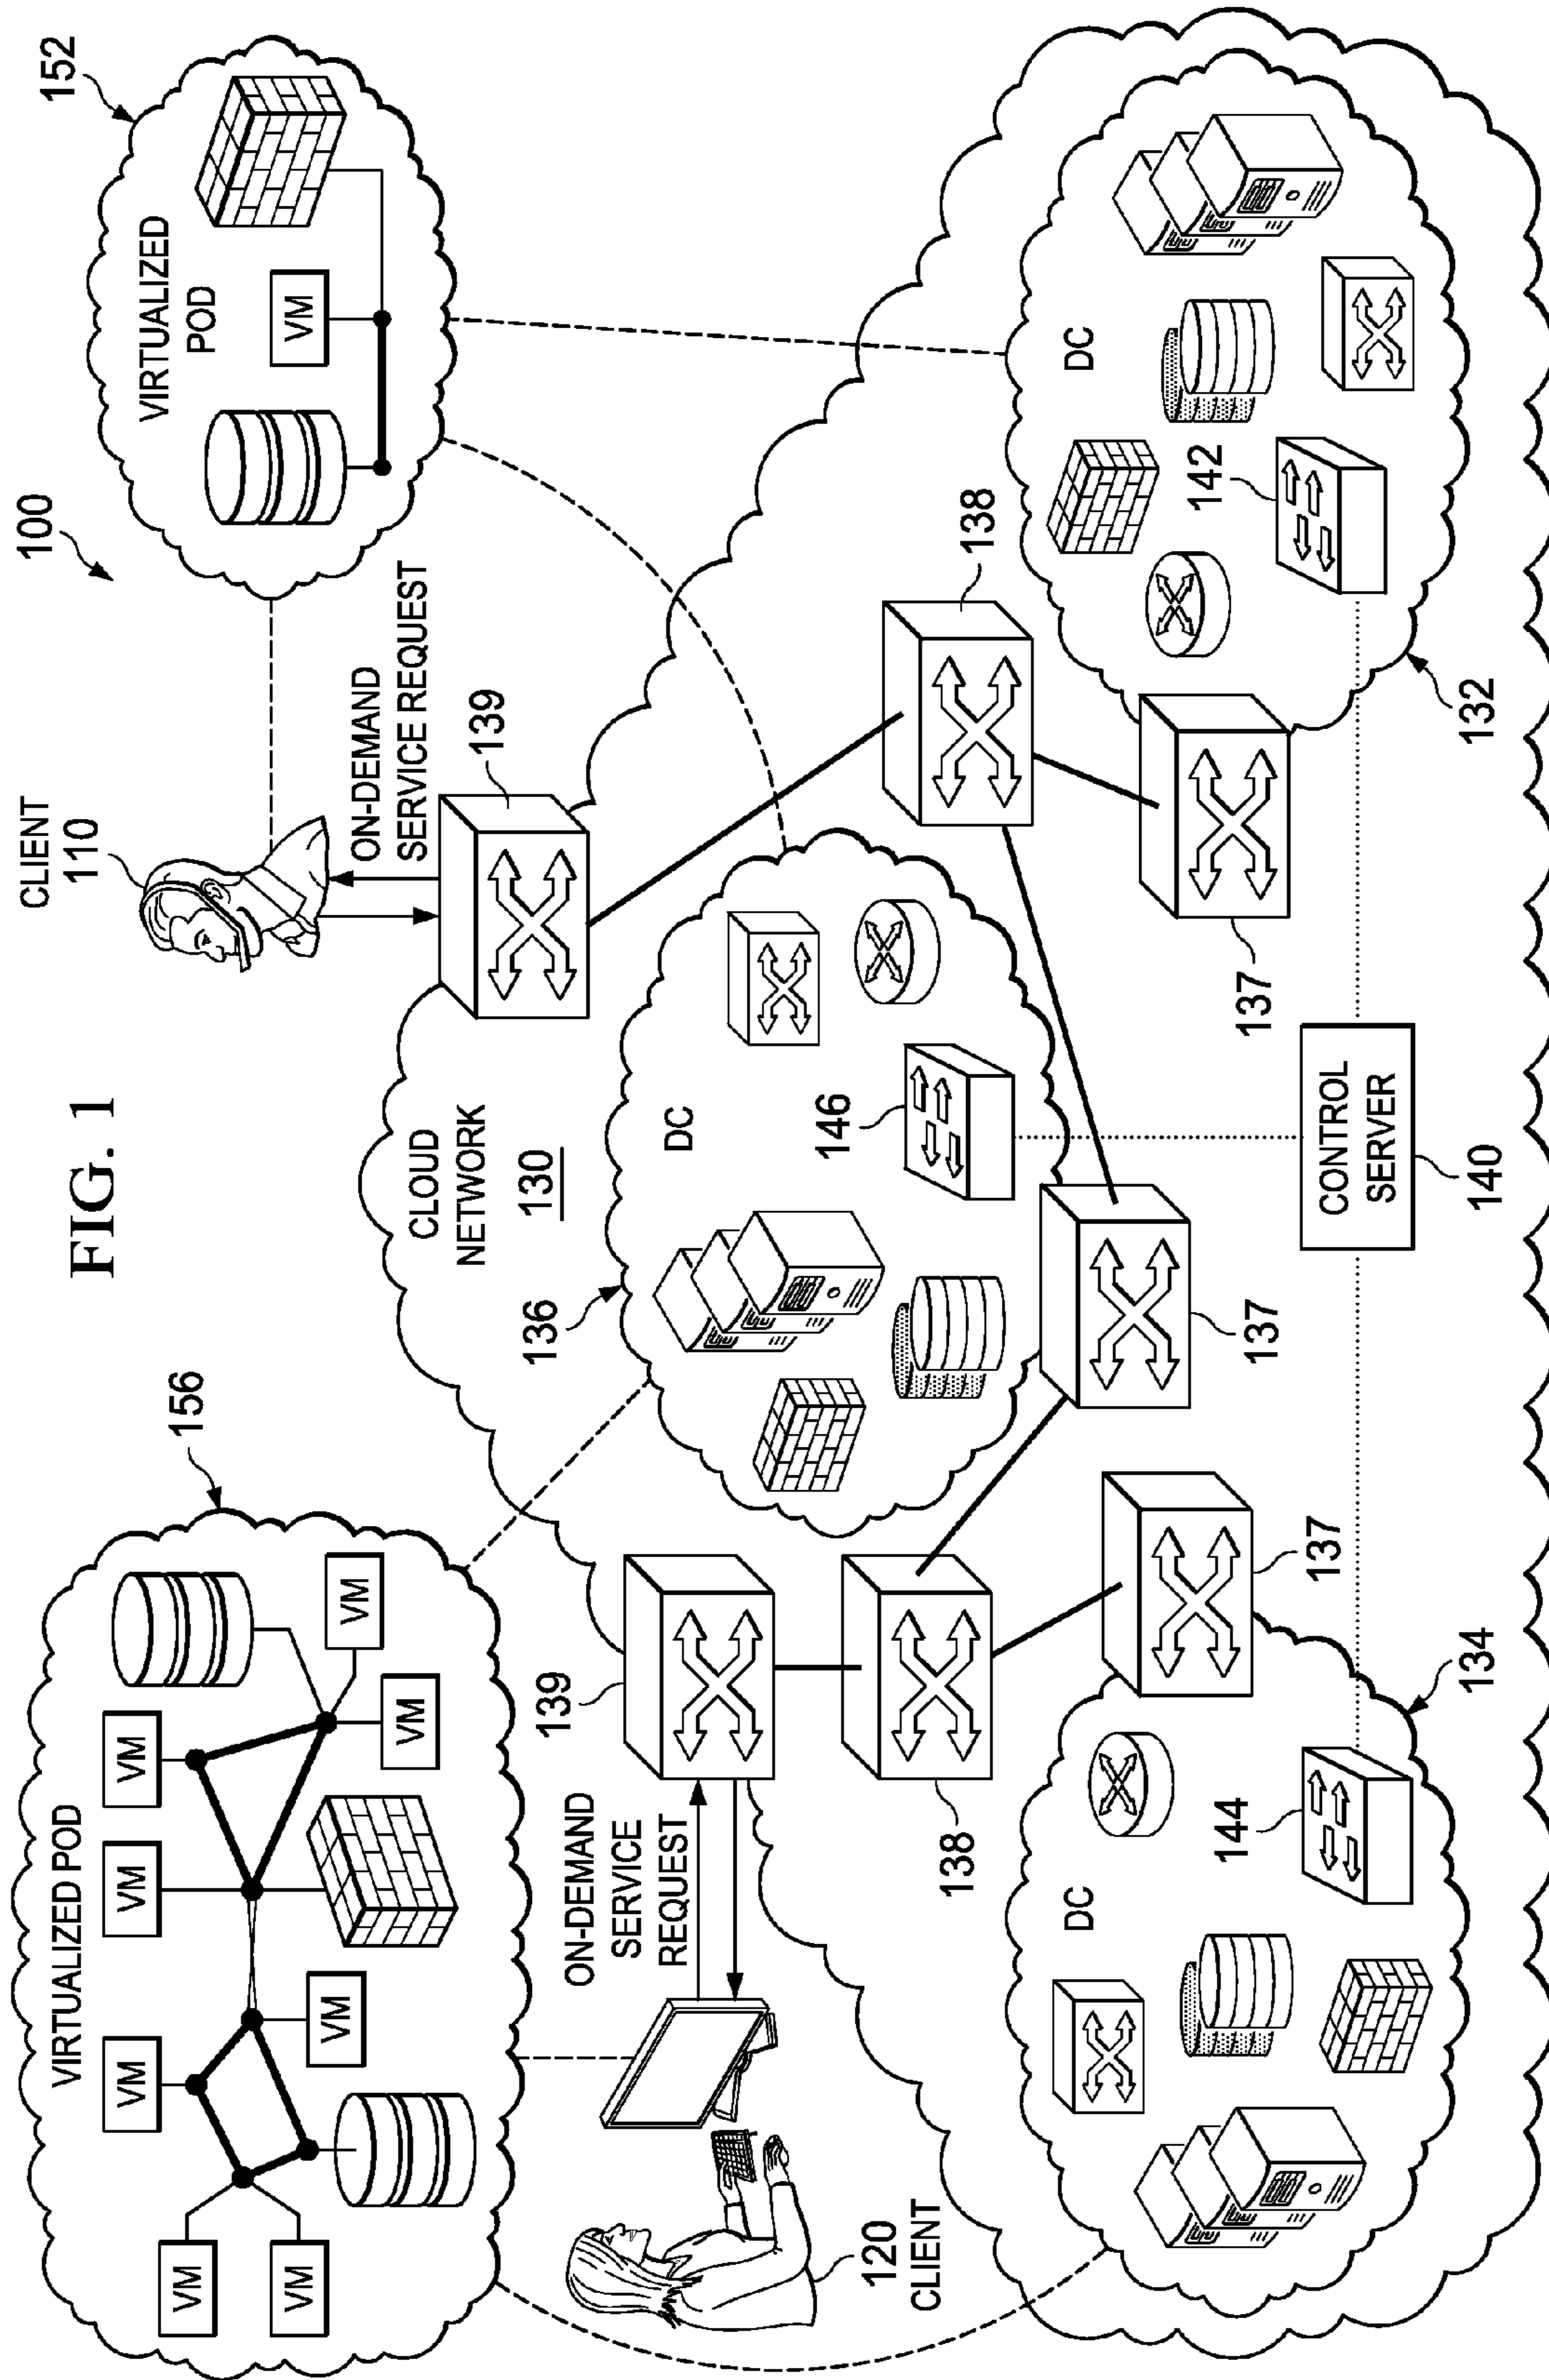 FIG. 1
100
VIRTUALIZED POD
156
VM
VM
VM
VM
VM
VM
VM
VM
CLIENT
110
152
VIRTUALIZED
POD
VM
ON-DEMAND
SERVICE REQUEST
139
ON-DEMAND
SERVICE
REQUEST
139
120
CLIENT
CLOUD
NETWORK
130
136
DC
146
138
138
137
137
137
DC
144
134
DC
142
132
CONTROL
SERVER
140